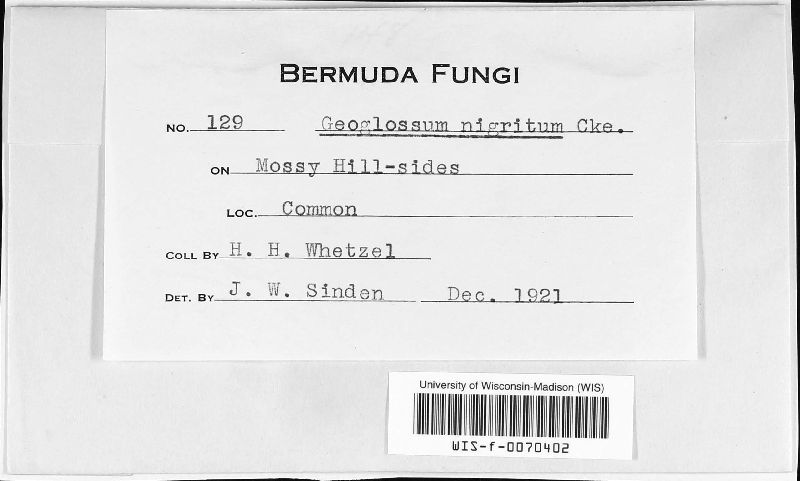 BERMUDA FUNGI
NO. 129 Geoglossum nigritum Cke.
ON Mossy Hill-sides
LOC. Common
COLL BY H. H. Whetzel
DET. BY J. W. Sinden Dec. 1921
University of Wisconsin-Madison (WIS)
WIS-f-0070402